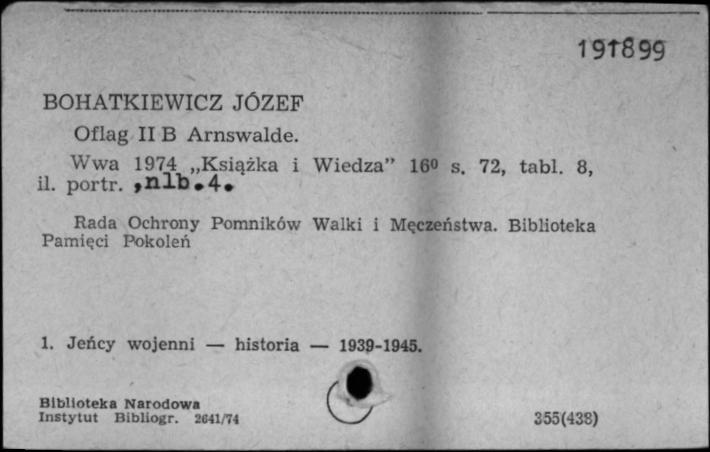 191899
BOHATKIEWICZ JÓZEF
Oflag II B Arnswalde.
Wwa 1974 „Książka i Wiedza” 16⁰ s. 72, tabl. 8,
il. portr. ,nlb.4.
Rada Ochrony Pomników Walki i Męczeństwa. Biblioteka
Pamięci Pokoleń
1. Jeńcy wojenni — historia — 1939-1945.
Biblioteka Narodowa
Instytut Bibliogr. 2641/74
355(438)